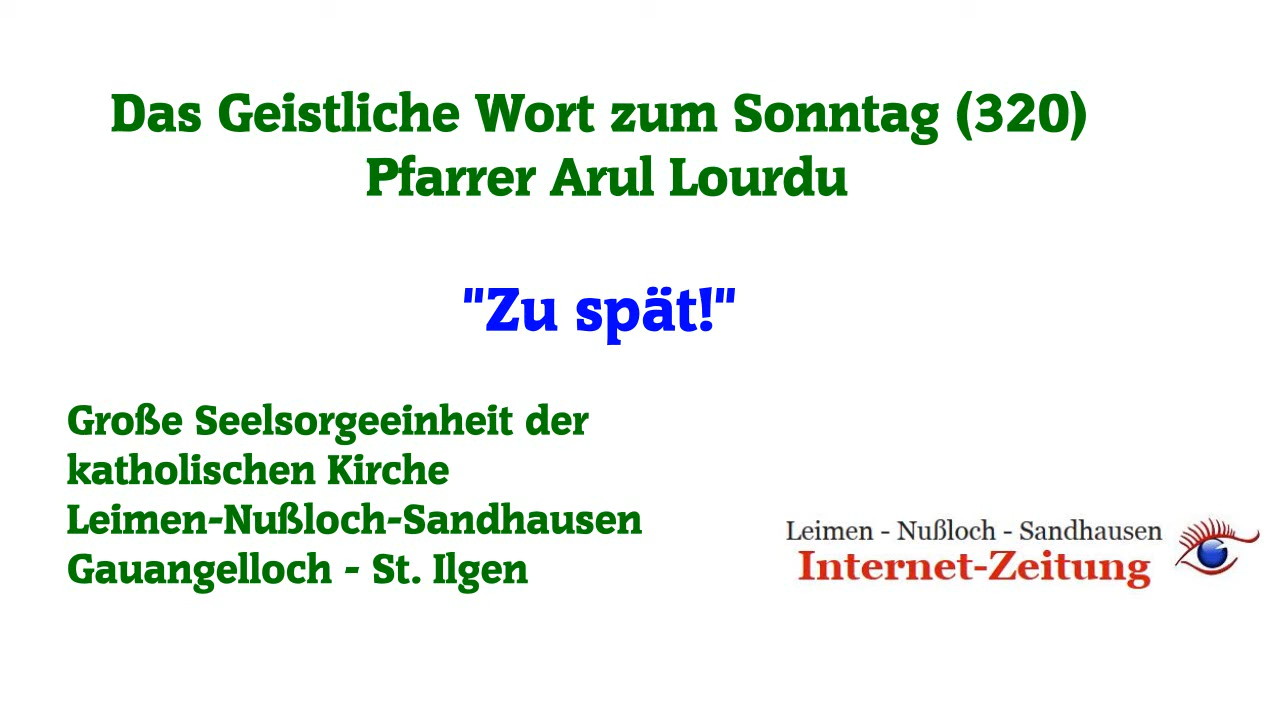 Das Geistliche Wort zum Sonntag (320)
Pfarrer Arul Lourdu
"Zu spät!"
Große Seelsorgeeinheit der
katholischen Kirche
Leimen-Nußloch-Sandhausen
Gauangelloch - St. Ilgen
Leimen - Nußloch - Sandhausen
Internet-Zeitung